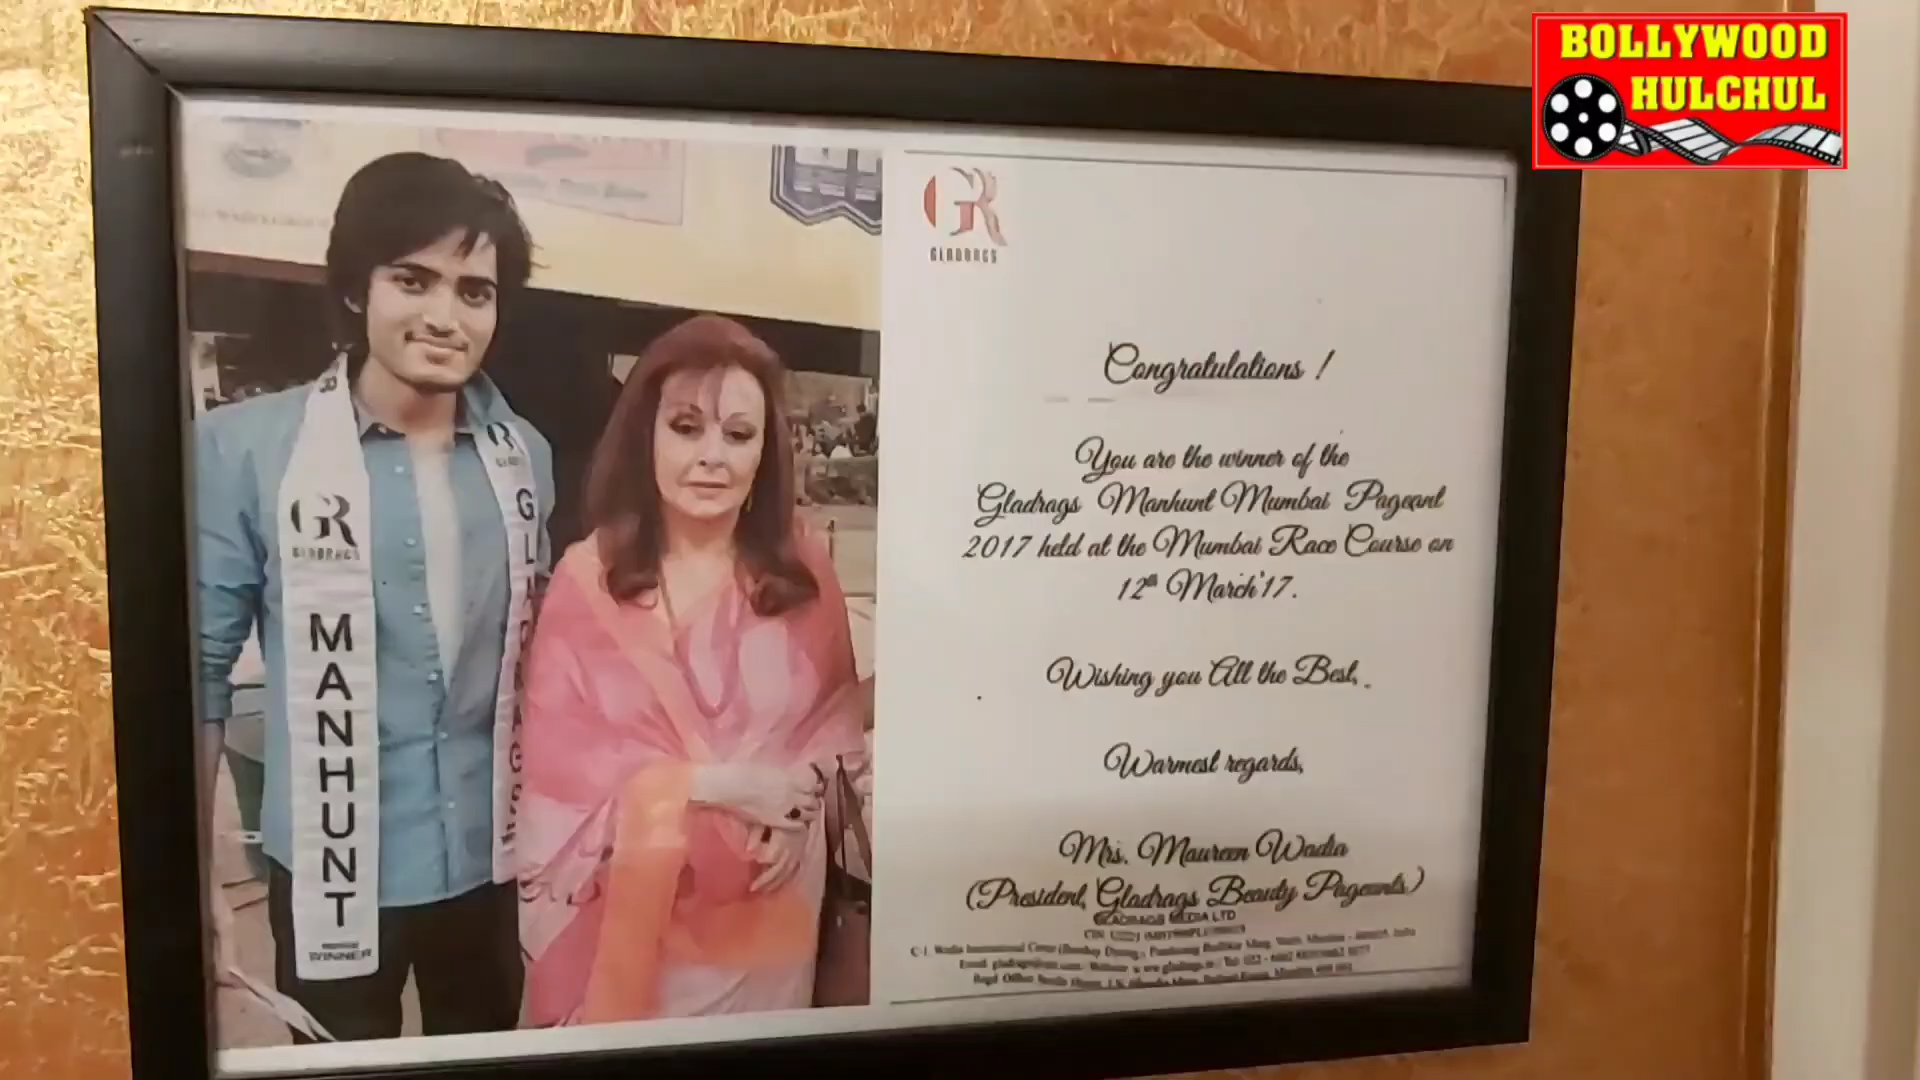 BOLLYWOOD
HULCHUL
GR
GLADRAGS
GR
GLADRAGS
MANHUNT
WINNER
Congratulations !
You are the winner of the
Gladrags Manhunt Mumbai Pageant
2017 held at the Mumbai Race Course on
12th March'17.
Wishing you All the Best,
Warmest regards,
Mrs. Maureen Wadia
(President, Gladrags Beauty Pageants)
GLADRAGS MEDIA LTD